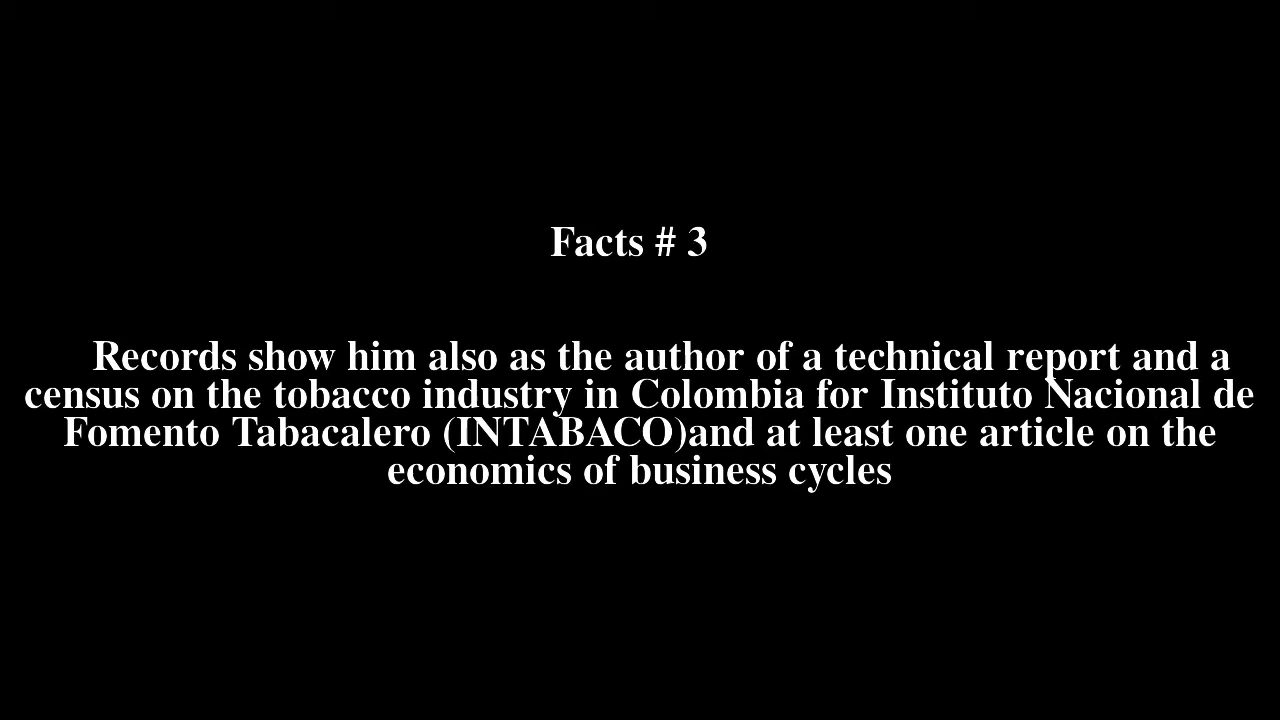 Facts # 3
Records show him also as the author of a technical report and a
census on the tobacco industry in Colombia for Instituto Nacional de
Fomento Tabacalero (INTABACO)and at least one article on the
economics of business cycles